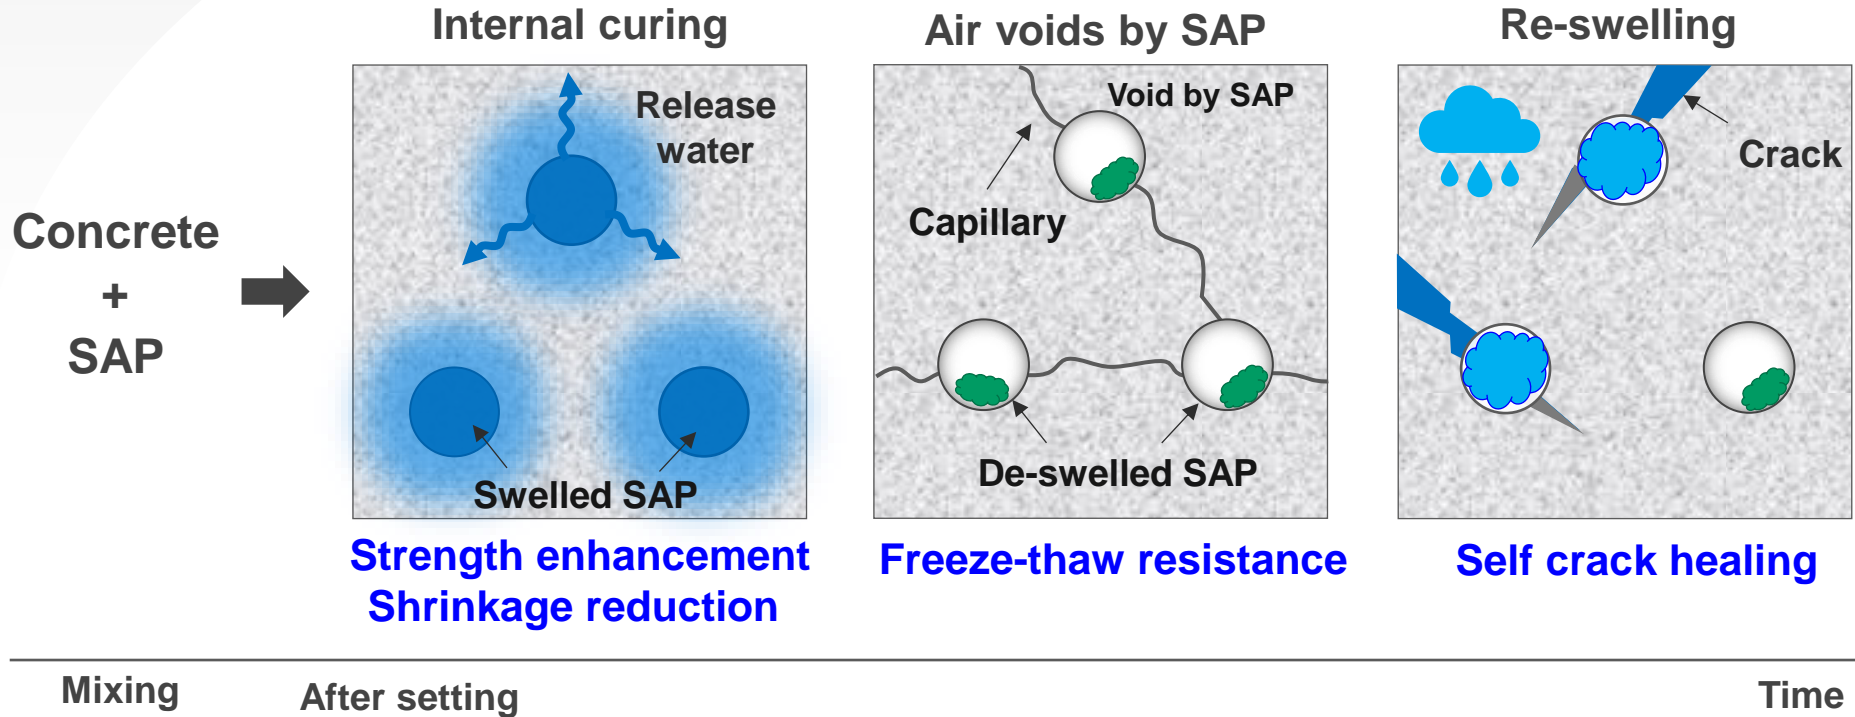 Concrete
+
SAP
Internal curing
Release
water
Swelled SAP
Strength enhancement
Shrinkage reduction
Air voids by SAP
Void by SAP
Capillary
De-swelled SAP
Freeze-thaw resistance
Re-swelling
Crack
Self crack healing
Mixing
After setting
Time